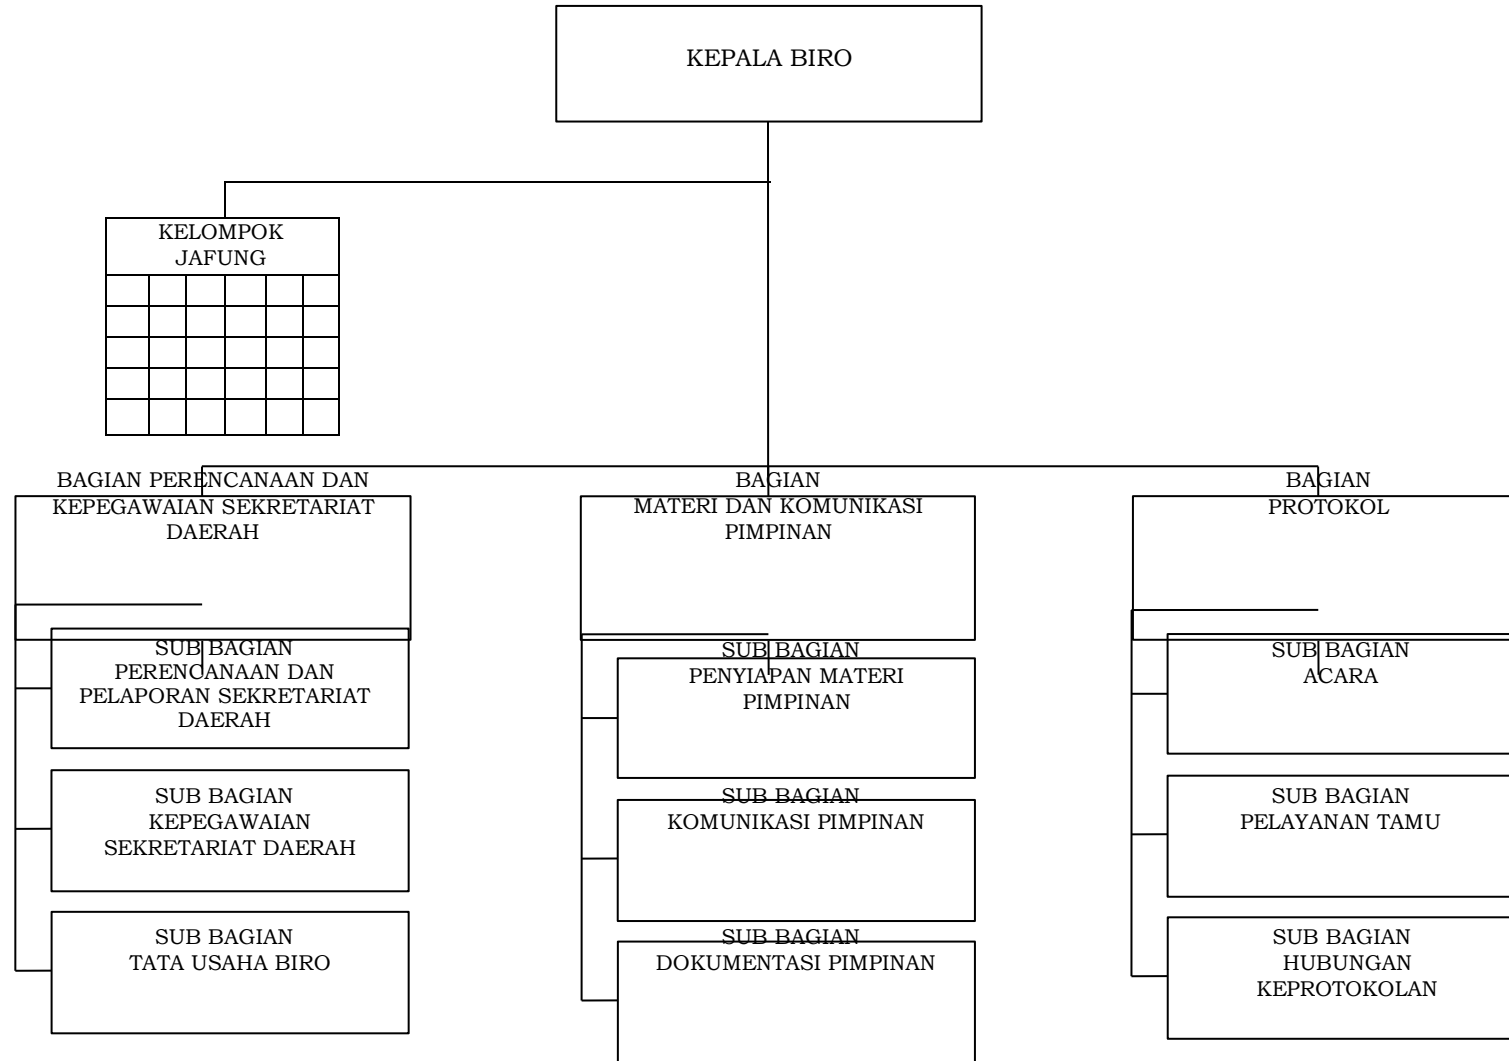 KEPALA BIRO
KELOMPOK
JAFUNG
BAGIAN PERENCANAAN DAN
KEPEGAWAIAN SEKRETARIAT
DAERAH
BAGIAN
MATERI DAN KOMUNIKASI
PIMPINAN
BAGIAN
PROTOKOL
SUB BAGIAN
PERENCANAAN DAN
PELAPORAN SEKRETARIAT
DAERAH
SUB BAGIAN
KEPEGAWAIAN
SEKRETARIAT DAERAH
SUB BAGIAN
TATA USAHA BIRO
SUB BAGIAN
PENYIAPAN MATERI
PIMPINAN
SUB BAGIAN
KOMUNIKASI PIMPINAN
SUB BAGIAN
DOKUMENTASI PIMPINAN
SUB BAGIAN
ACARA
SUB BAGIAN
PELAYANAN TAMU
SUB BAGIAN
HUBUNGAN
KEPROTOKOLAN